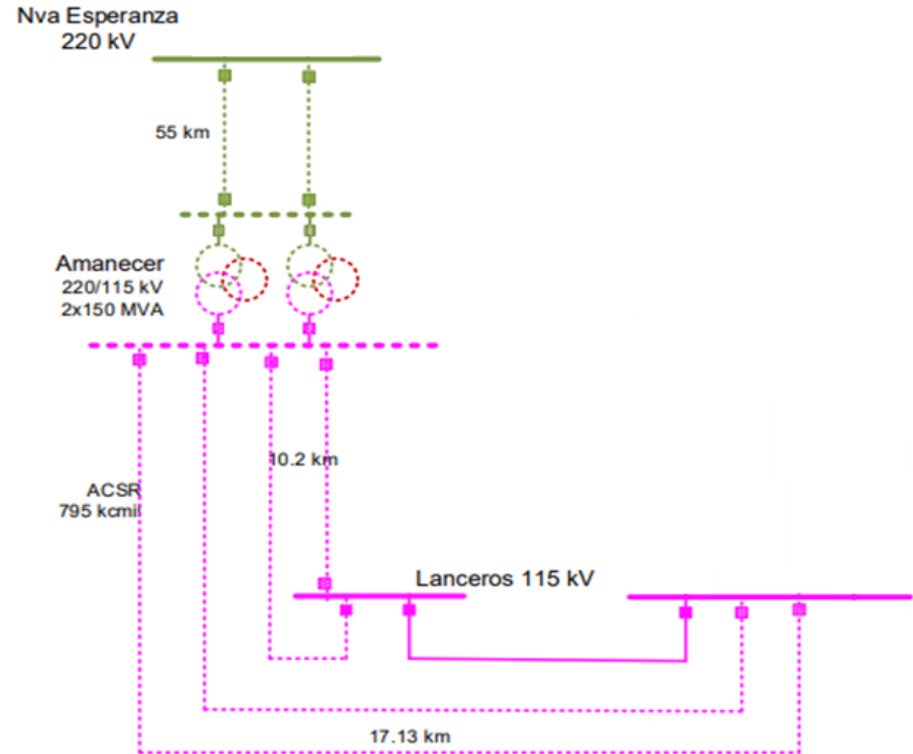 Nva Esperanza
220 kV
55 km
Amanecer
220/115 kV
2x150 MVA
10.2 km
ACSR
795 kcmil
Lanceros 115 kV
17.13 km